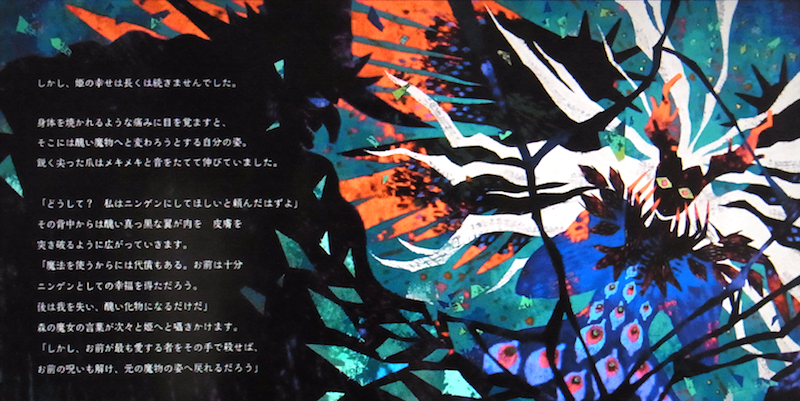 しかし、姫の幸せは長くは続きませんでした。
身体を焼かれるような痛みに目を覚ますと、
そこには醜い魔物へと変わろうとする自分の姿。
鋭く尖った爪はメキメキと音をたてて伸びていました。
「どうして？　私はニンゲンにしてほしいと頼んだはずよ」
その背中からは醜い真っ黒な翼が肉を　皮膚を
突き破るように広がっていきます。
「魔法を使うからには代償もある。お前は十分
ニンゲンとしての幸福を得ただろう。
後は我を失い、醜い化物になるだけだ」
森の魔女の言葉が次々と姫へと囁きかけます。
「しかし、お前が最も愛する者をその手で殺せば、
お前の呪いも解け、元の魔物の姿へ戻れるだろう」